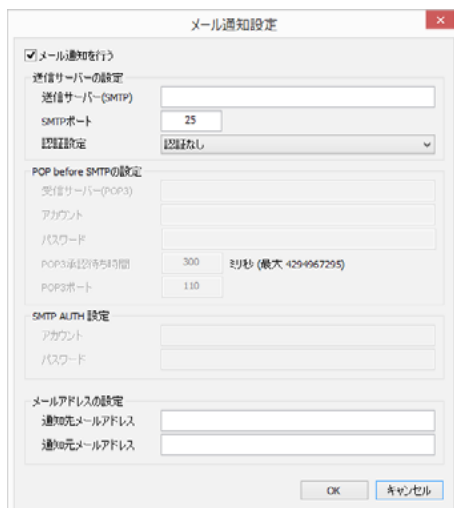 メール通知設定
メール通知を行う
送信サーバーの設定
送信サーバー(SMTP)
SMTPポート 25
認証設定 認証なし
POP before SMTPの設定
受信サーバー(POP3)
アカウント
パスワード
POP3承認待ち時間 300 ミリ秒 (最大 4294967295)
POP3ポート 110
SMTP AUTH 設定
アカウント
パスワード
メールアドレスの設定
通知先メールアドレス
通知元メールアドレス
OK キャンセル